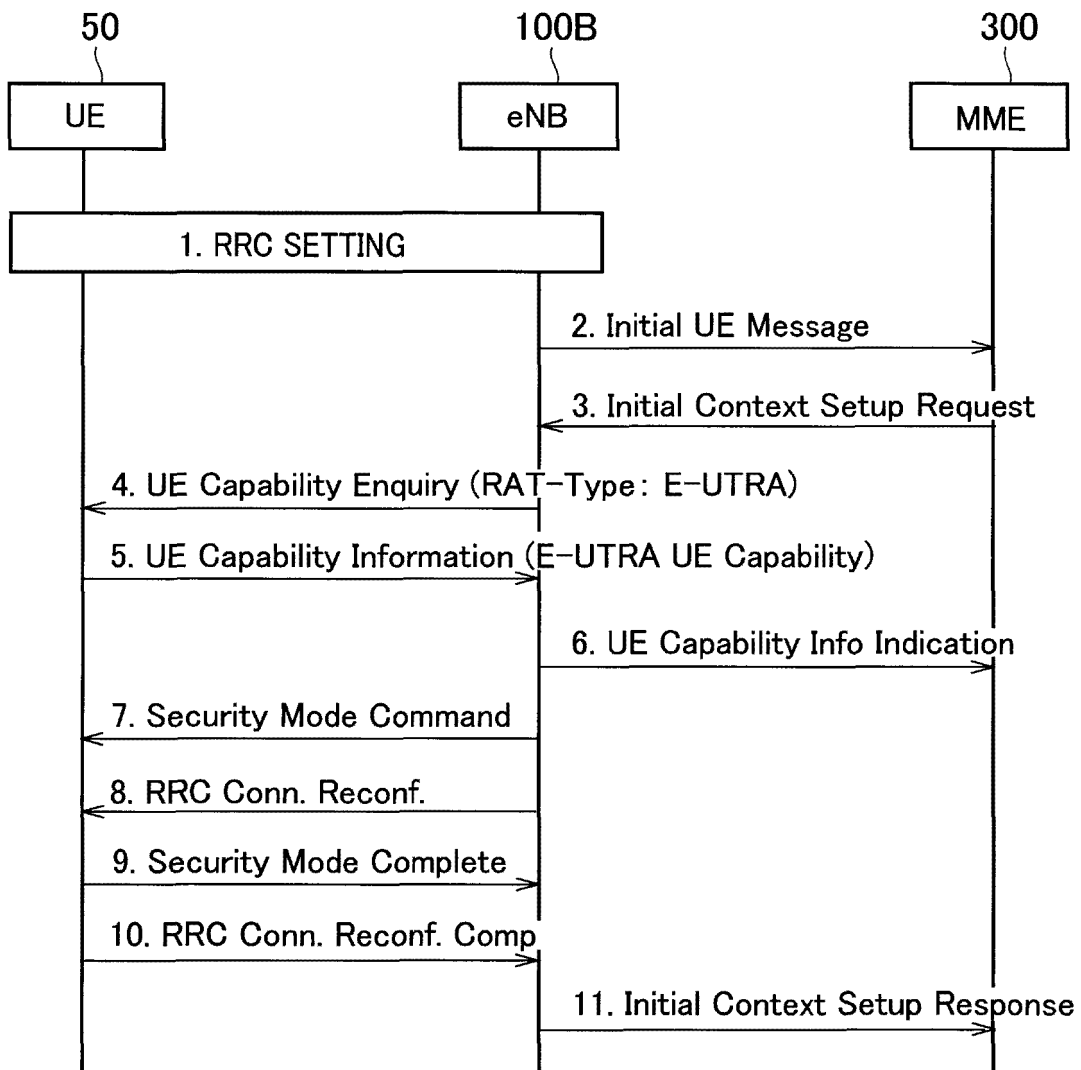 50
100B
300
UE
eNB
MME
1. RRC SETTING
2. Initial UE Message
3. Initial Context Setup Request
4. UE Capability Enquiry (RAT-Type: E-UTRA)
5. UE Capability Information (E-UTRA UE Capability)
6. UE Capability Info Indication
7. Security Mode Command
8. RRC Conn. Reconf.
9. Security Mode Complete
10. RRC Conn. Reconf. Comp
11. Initial Context Setup Response